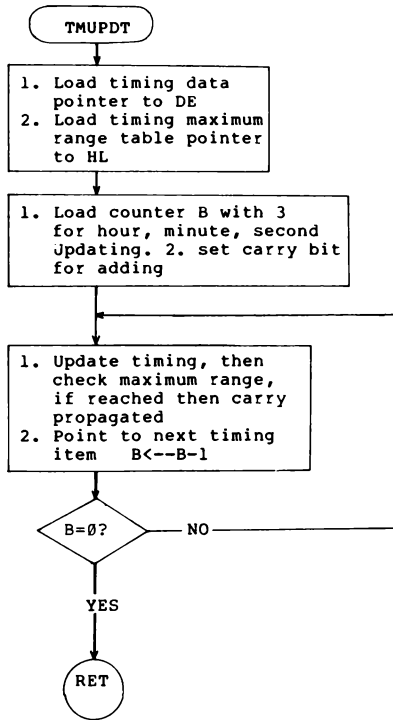 TMUPDT
1. Load timing data
pointer to DE
2. Load timing maximum
range table pointer
to HL
1. Load counter B with 3
for hour, minute, second
Updating. 2. set carry bit
for adding
1. Update timing, then
check maximum range,
if reached then carry
propagated
2. Point to next timing
item B<--B-1
B=Ø?
NO
YES
RET